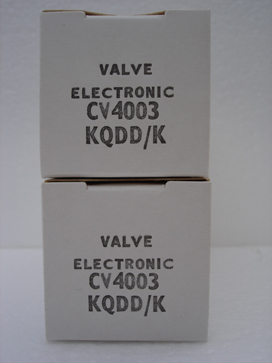 VALVE
ELECTRONIC
CV4003
KQDD/K
VALVE
ELECTRONIC
CV4003
KQDD/K